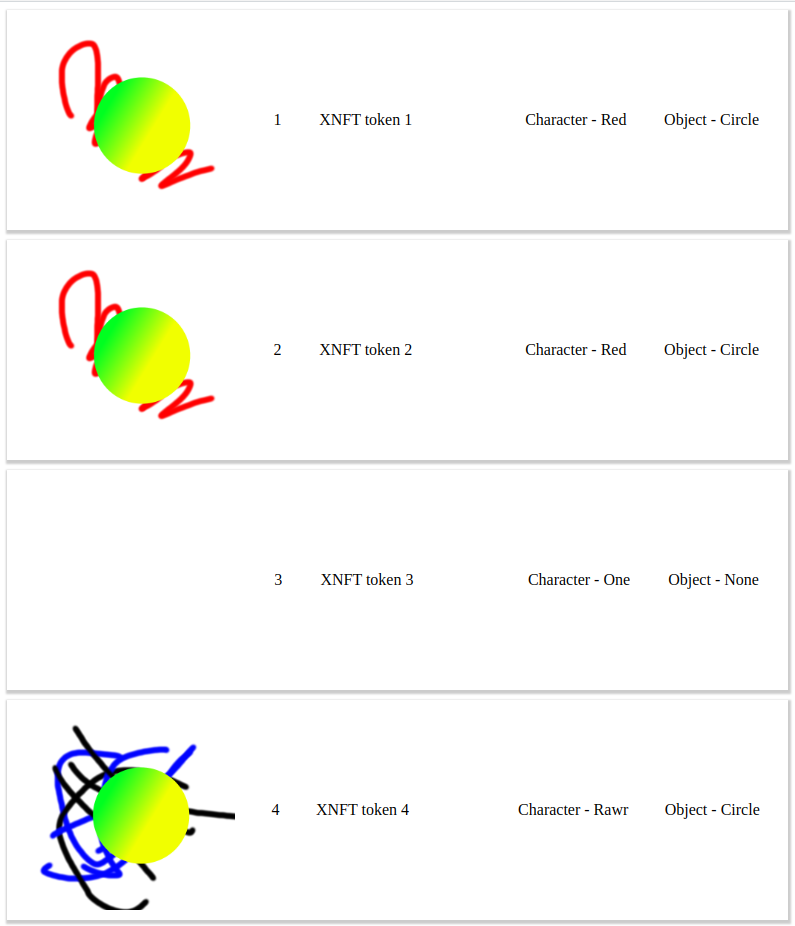 1 XNFT token 1 Character - Red Object - Circle
2 XNFT token 2 Character - Red Object - Circle
3 XNFT token 3 Character - One Object - None
4 XNFT token 4 Character - Rawr Object - Circle